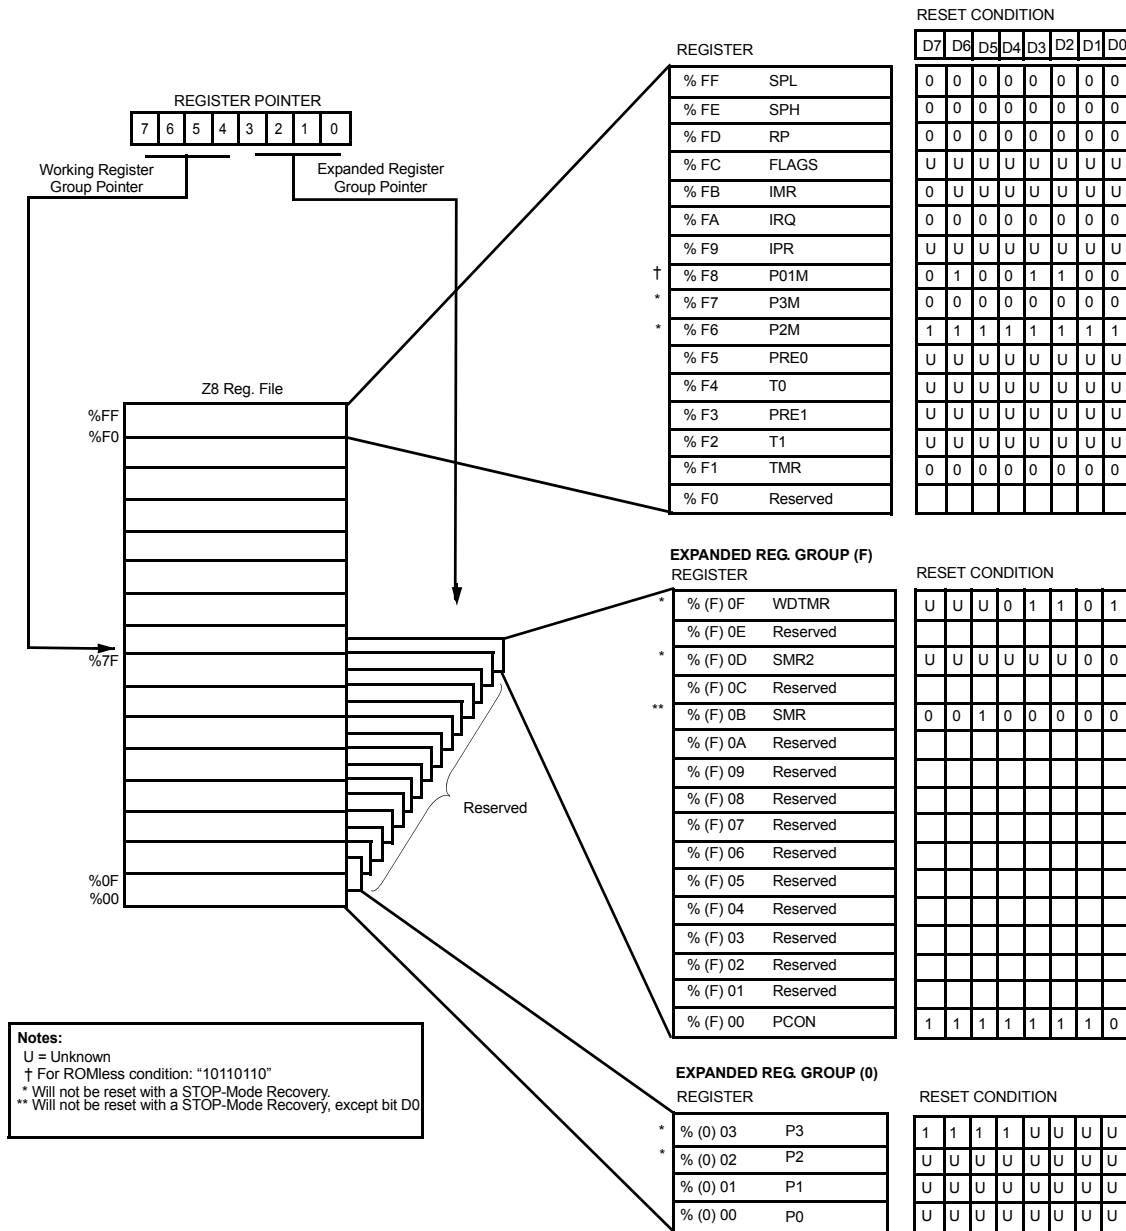 REGISTER POINTER
7 6 5 4 3 2 1 0
Working Register
Group Pointer
Expanded Register
Group Pointer
Z8 Reg. File
%FF
%F0
%7F
%0F
%00
Reserved
Notes:
U = Unknown
† For ROMless condition: “10110110”
* Will not be reset with a STOP-Mode Recovery.
** Will not be reset with a STOP-Mode Recovery, except bit D0.
REGISTER
RESET CONDITION
D7 D6 D5 D4 D3 D2 D1 D0
% FF SPL 0 0 0 0 0 0 0 0
% FE SPH 0 0 0 0 0 0 0 0
% FD RP 0 0 0 0 0 0 0 0
% FC FLAGS U U U U U U U U
% FB IMR 0 U U U U U U U
% FA IRQ 0 0 0 0 0 0 0 0
% F9 IPR U U U U U U U U
† % F8 P01M 0 1 0 0 1 1 0 0
* % F7 P3M 0 0 0 0 0 0 0 0
* % F6 P2M 1 1 1 1 1 1 1 1
% F5 PRE0 U U U U U U U U
% F4 T0 U U U U U U U U
% F3 PRE1 U U U U U U U U
% F2 T1 U U U U U U U U
% F1 TMR 0 0 0 0 0 0 0 0
% F0 Reserved
EXPANDED REG. GROUP (F)
REGISTER
RESET CONDITION
* % (F) 0F WDTMR U U U 0 1 1 0 1
% (F) 0E Reserved
* % (F) 0D SMR2 U U U U U U 0 0
% (F) 0C Reserved
** % (F) 0B SMR 0 0 1 0 0 0 0 0
% (F) 0A Reserved
% (F) 09 Reserved
% (F) 08 Reserved
% (F) 07 Reserved
% (F) 06 Reserved
% (F) 05 Reserved
% (F) 04 Reserved
% (F) 03 Reserved
% (F) 02 Reserved
% (F) 01 Reserved
% (F) 00 PCON 1 1 1 1 1 1 1 0
EXPANDED REG. GROUP (0)
REGISTER
RESET CONDITION
* % (0) 03 P3 1 1 1 1 U U U U
* % (0) 02 P2 U U U U U U U U
% (0) 01 P1 U U U U U U U U
% (0) 00 P0 U U U U U U U U